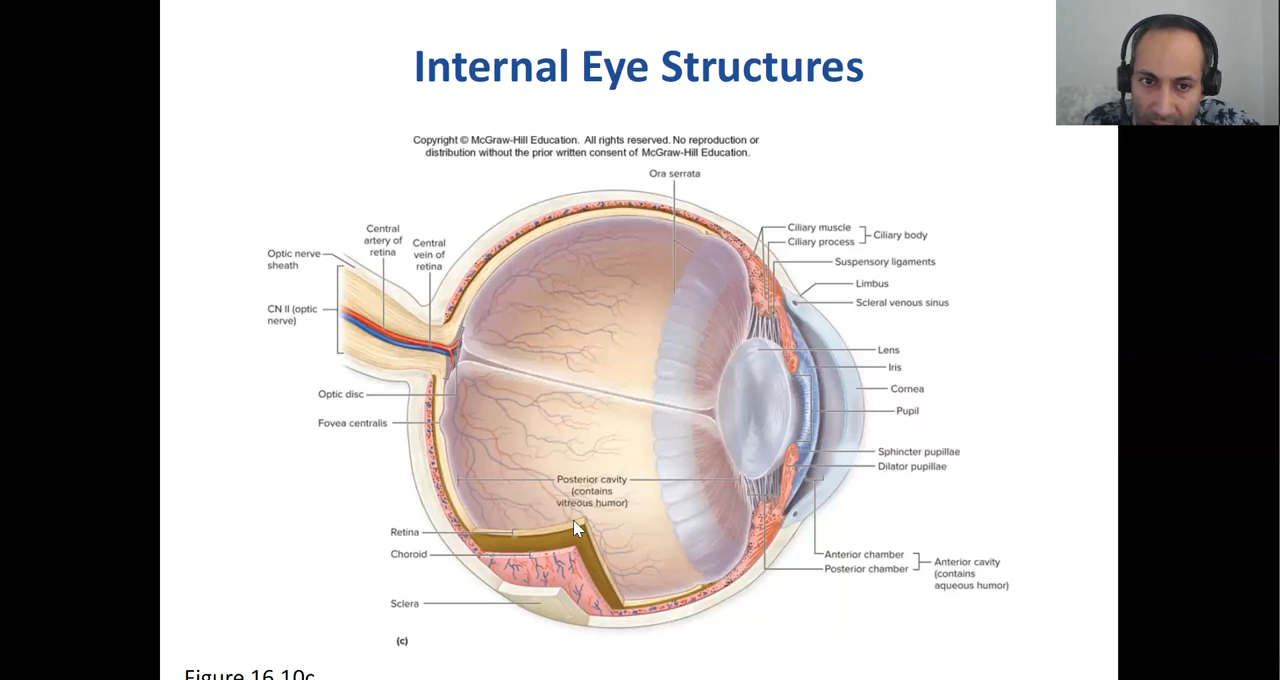 Internal Eye Structures
Copyright © McGraw-Hill Education. All rights reserved. No reproduction or
distribution without the prior written consent of McGraw-Hill Education.
Ora serrata
Central
artery of
retina
Central
vein of
retina
Optic nerve
sheath
CN II (optic
nerve)
Optic disc
Fovea centralis
Ciliary muscle
Ciliary process
Ciliary body
Suspensory ligaments
Limbus
Scleral venous sinus
Lens
Iris
Cornea
Pupil
Sphincter pupillae
Dilator pupillae
Posterior cavity
(contains
vitreous humor)
Retina
Choroid
Sclera
Anterior chamber
Posterior chamber
Anterior cavity
(contains
aqueous humor)
(c)
Figure 16.10c